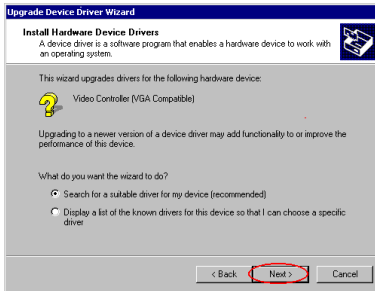 Upgrade Device Driver Wizard
Install Hardware Device Drivers
A device driver is a software program that enables a hardware device to work with
an operating system.
This wizard upgrades drivers for the following hardware device:
Video Controller (VGA Compatible)
Upgrading to a newer version of a device driver may add functionality to or improve the
performance of this device.
What do you want the wizard to do?
Search for a suitable driver for my device (recommended)
Display a list of the known drivers for this device so that I can choose a specific
driver
< Back Next > Cancel